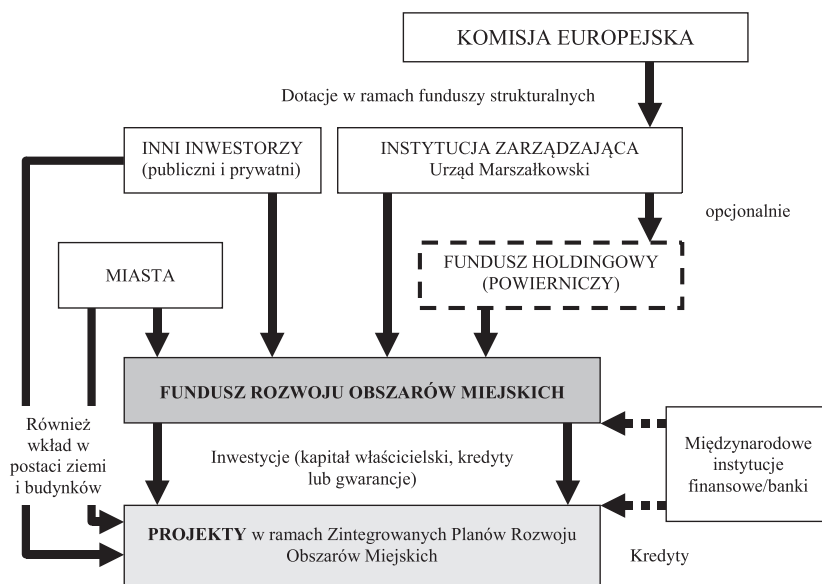 KOMISJA EUROPEJSKA
Dotacje w ramach funduszy strukturalnych
INNI INWESTORZY
(publiczni i prywatni)
INSTYTUCJA ZARZĄDZAJĄCA
Urząd Marszałkowski
opcjonalnie
MIASTA
FUNDUSZ HOLDINGOWY
(POWIERNICZY)
FUNDUSZ ROZWOJU OBSZARÓW MIEJSKICH
Również
wkład w
postaci ziemi
i budynków
Inwestycje (kapitał właścicielski, kredyty
lub gwarancje)
Międzynarodowe
instytucje
finansowe/banki
PROJEKTY w ramach Zintegrowanych Planów Rozwoju
Obszarów Miejskich
Kredyty